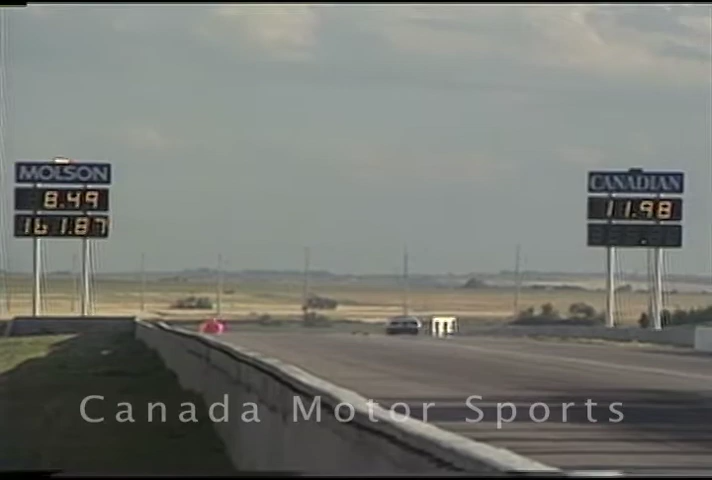 MOLSON
8.49
161.87
CANADIAN
11.98
Canada Motor Sports